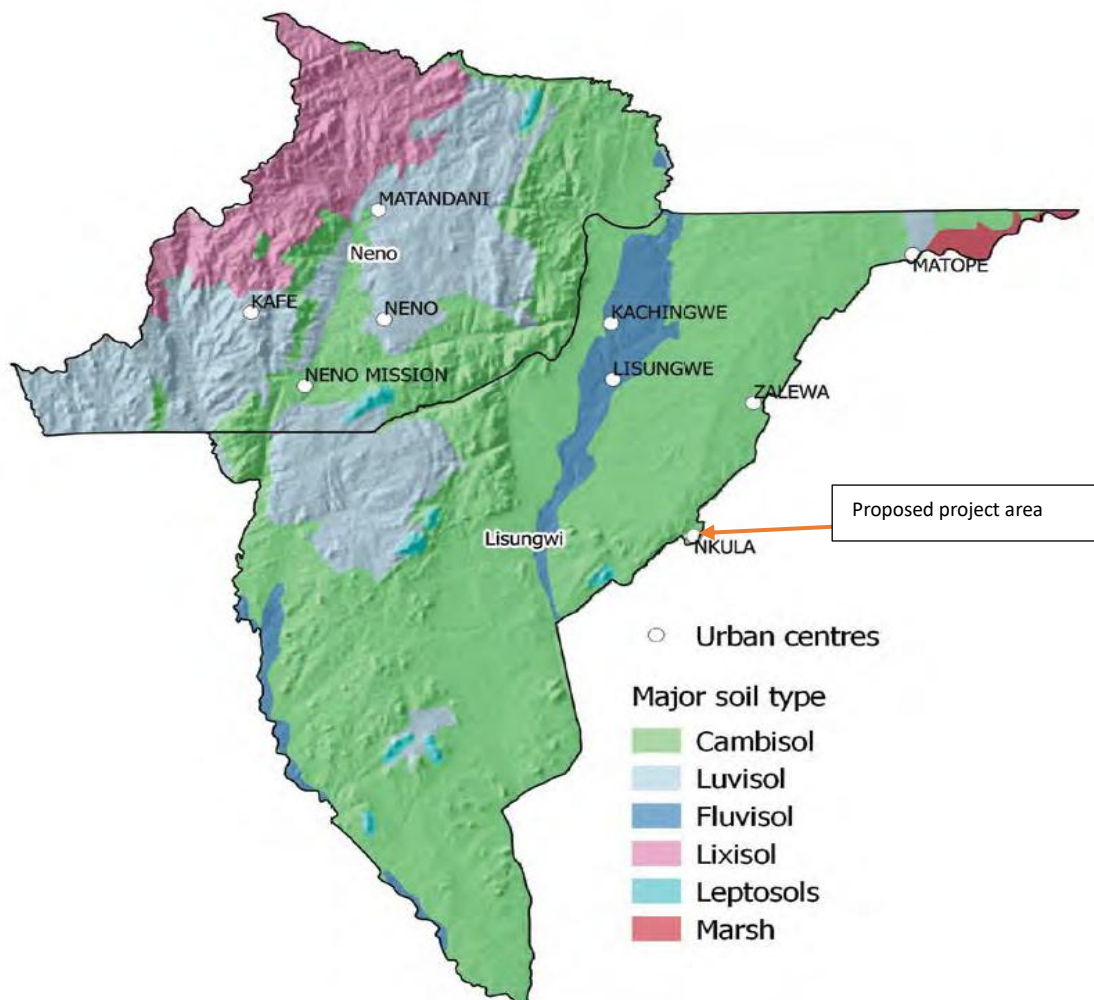 MATANDANI
Neno
KAFE
NENO
NENO MISSION
KACHINGWE
LISUNGWE
MATOPE
ZALEWA
Proposed project area
Lisungwi
NKULA
Urban centres
Major soil type
Cambisol
Luvisol
Fluvisol
Lixisol
Leptosols
Marsh